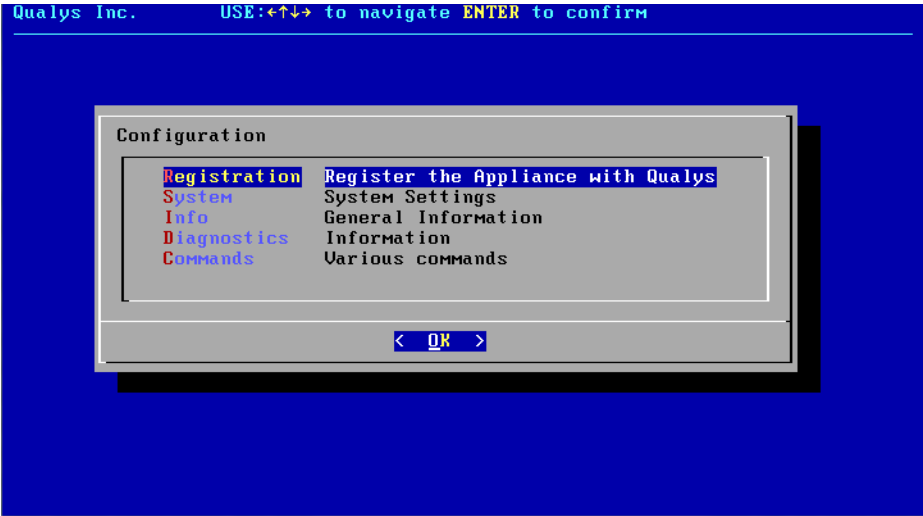 Qualys Inc. USE:←↑↓→ to navigate ENTER to confirm
Configuration
Registration Register the Appliance with Qualys
System System Settings
Info General Information
Diagnostics Information
Commands Various commands
< OK >